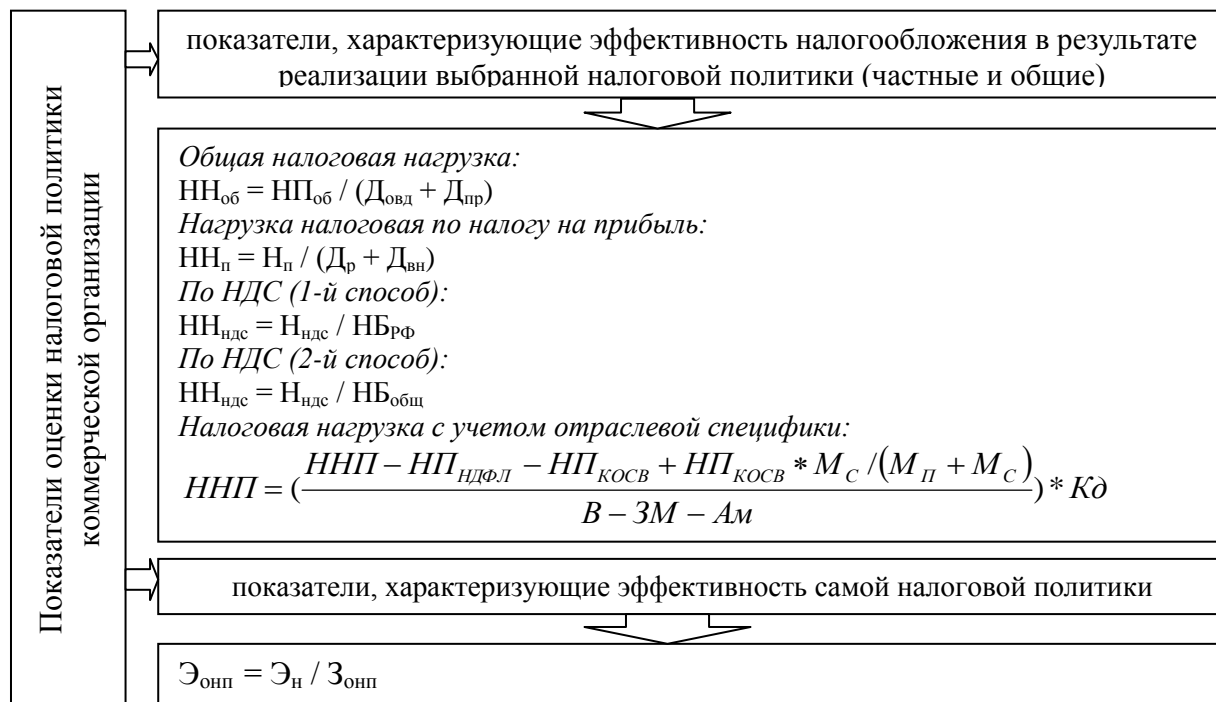 Показатели оценки налоговой политики
коммерческой организации
показатели, характеризующие эффективность налогообложения в результате
реализации выбранной налоговой политики (частные и общие)
Общая налоговая нагрузка:
ННоб = НПоб / (Довд + Дпр)
Нагрузка налоговая по налогу на прибыль:
ННп = Нп / (Др + Двн)
По НДС (1-й способ):
ННндс = Нндс / НБРФ
По НДС (2-й способ):
ННндс = Нндс / НБобщ
Налоговая нагрузка с учетом отраслевой специфики:
ННП = ((ННП − НПНДФЛ − НПКОСВ + НПКОСВ * МС /(МП + МС)) / (В − ЗМ − Ам)) * Кд
показатели, характеризующие эффективность самой налоговой политики
Эонп = Эн / Зонп